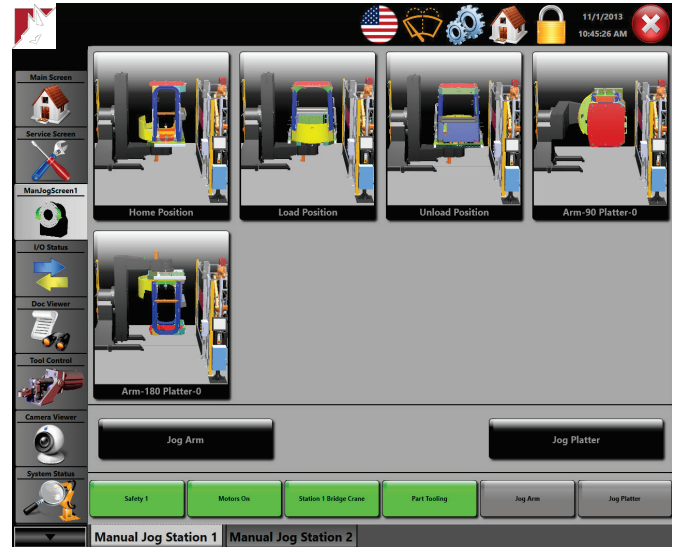 11/1/2013
10:45:26 AM
Main Screen
Service Screen
ManJogScreen1
I/O Status
Doc Viewer
Tool Control
Camera Viewer
System Status
Home Position
Load Position
Unload Position
Arm-90 Platter-0
Arm-180 Platter-0
Jog Arm
Jog Platter
Safety 1
Motors On
Station 1 Bridge Crane
Part Tooling
Jog Arm
Jog Platter
Manual Jog Station 1
Manual Jog Station 2